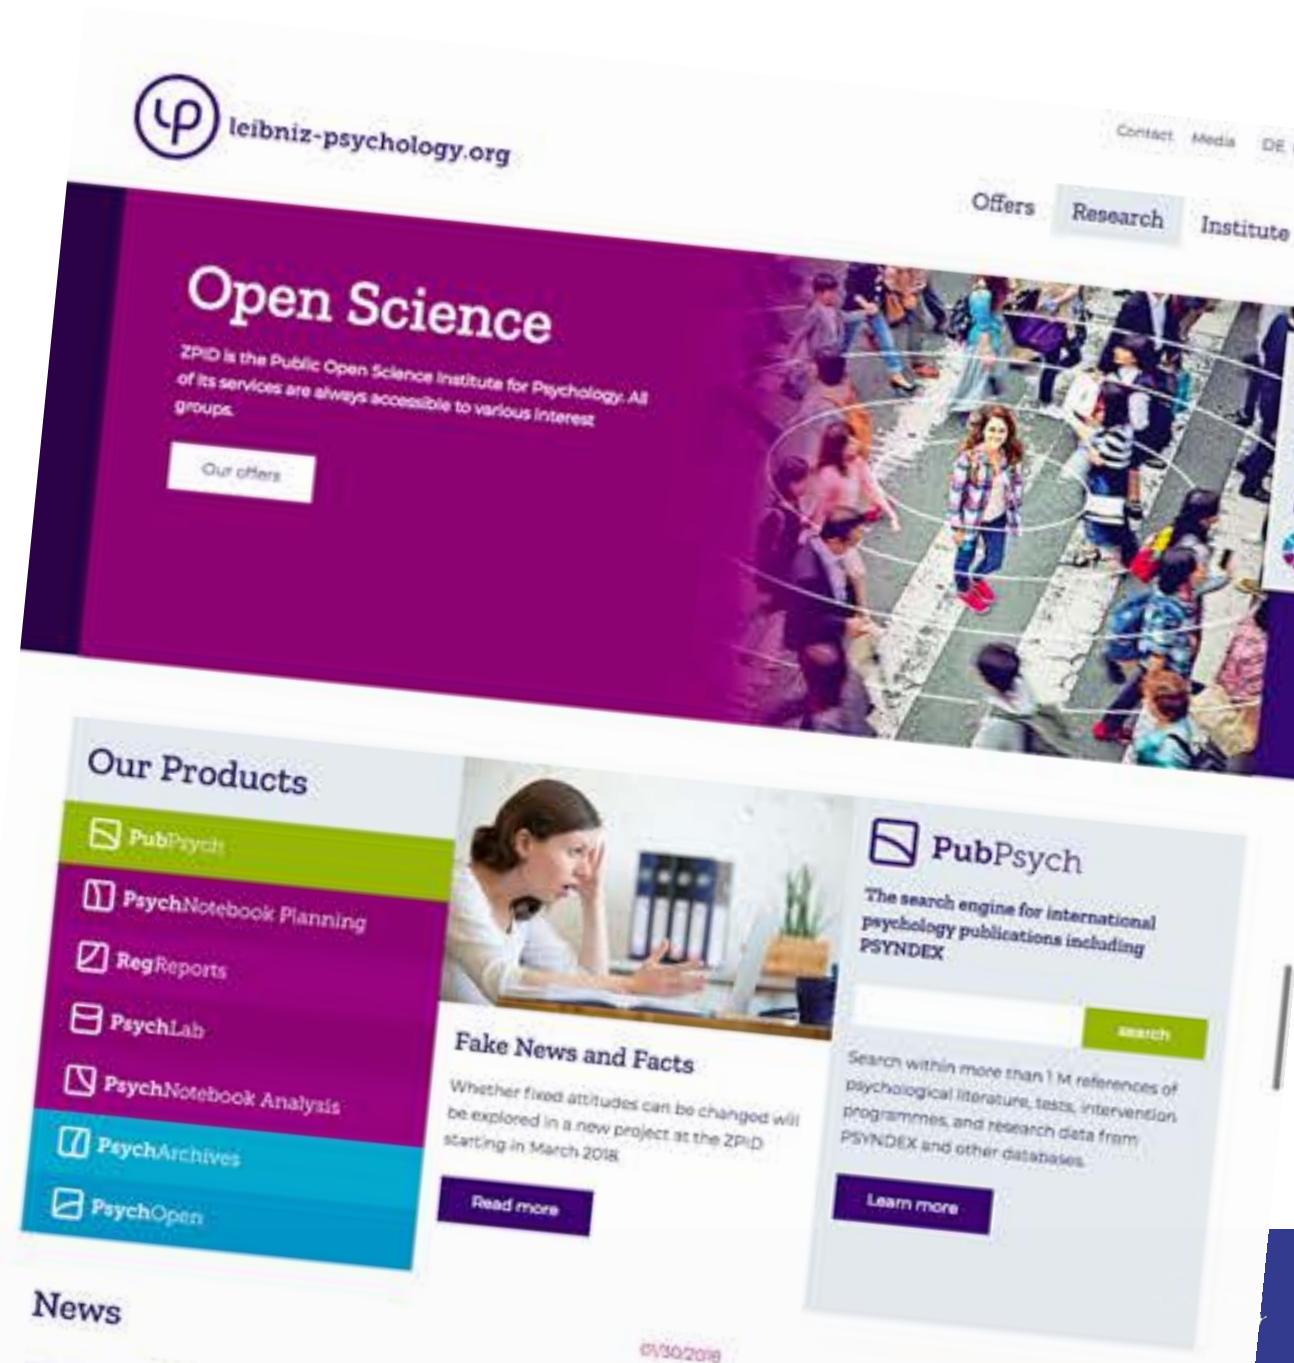 leibniz-psychology.org
Contact Media DE
Offers Research Institute
Open Science
ZPID is the Public Open Science Institute for Psychology. All
of its services are always accessible to various interest
groups.
Our offers
Our Products
PubPsych
PsychNotebook Planning
RegReports
PsychLab
PsychNotebook Analysis
PsychArchives
PsychOpen
Fake News and Facts
Whether fixed attitudes can be changed will
be explored in a new project at the ZPID
starting in March 2018.
Read more
PubPsych
The search engine for international
psychology publications including
PSYNDEX
search
Search within more than 1 M references of
psychological literature, tests, intervention
programmes, and research data from
PSYNDEX and other databases.
Learn more
News
01/30/2018